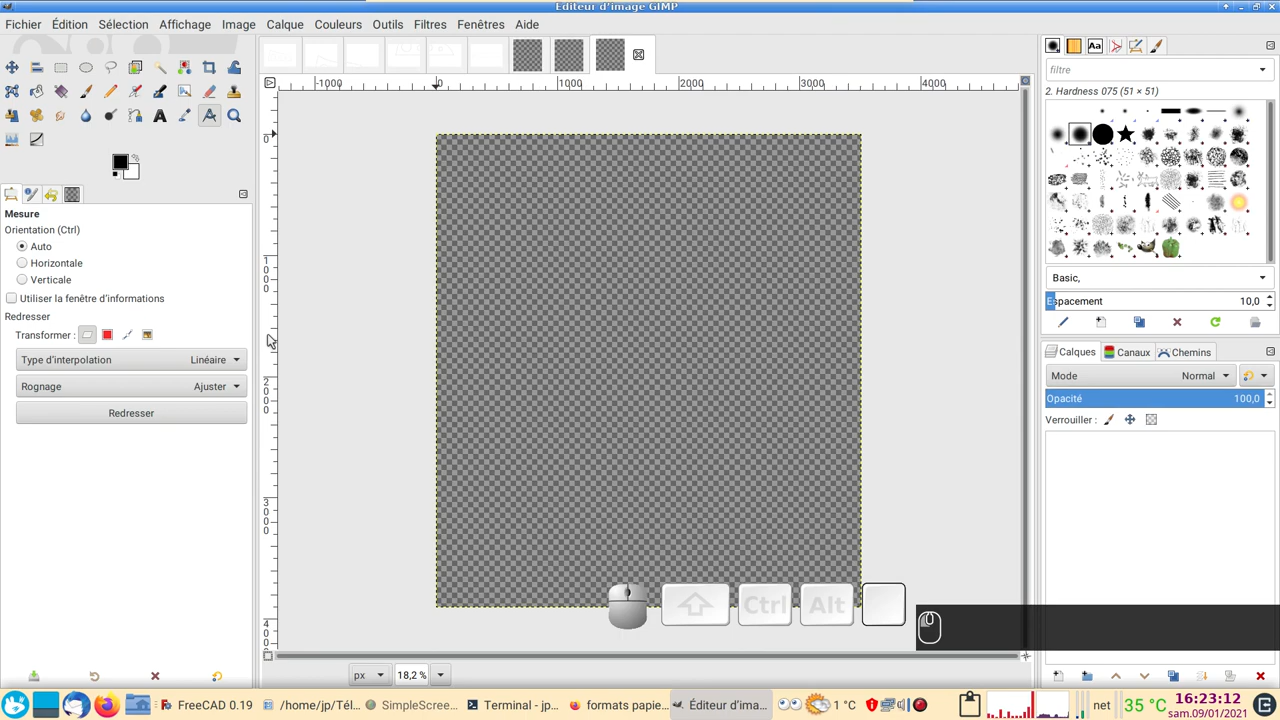 Éditeur d'image GIMP
Fichier Édition Sélection Affichage Image Calque Couleurs Outils Filtres Fenêtres Aide
-1000 0 1000 2000 3000 4000
filtre
2. Hardness 075 (51 × 51)
0
1000
2000
3000
Mesure
Orientation (Ctrl)
Auto
Horizontale
Verticale
Utiliser la fenêtre d'informations
Redresser
Transformer :
Type d'interpolation Linéaire
Rognage Ajuster
Redresser
Basic,
Espacement 10,0
Calques Canaux Chemins
Mode Normal
Opacité 100,0
Verrouiller :
Ctrl Alt
px 18,2 %
FreeCAD 0.19 /home/jp/Tél... SimpleScree... Terminal - jp... formats papie... Éditeur d'ima... 1 °C net 35 °C 16:23:12
sam.09/01/2021